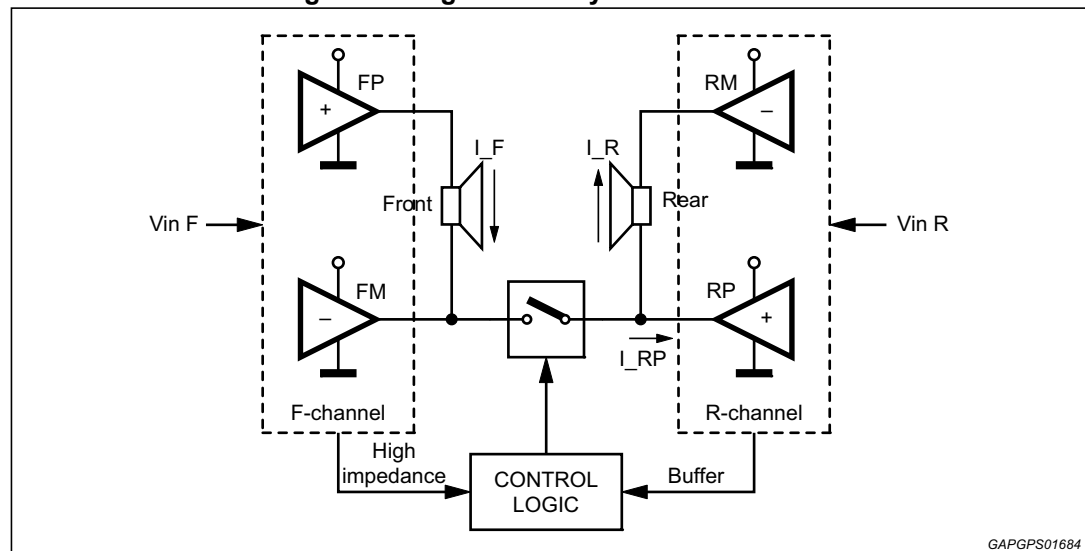 FP
RM
+
–
I_F
I_R
Front
Rear
Vin F
Vin R
FM
RP
–
+
I_RP
F-channel
R-channel
High
impedance
Buffer
CONTROL
LOGIC
GAPGPS01684